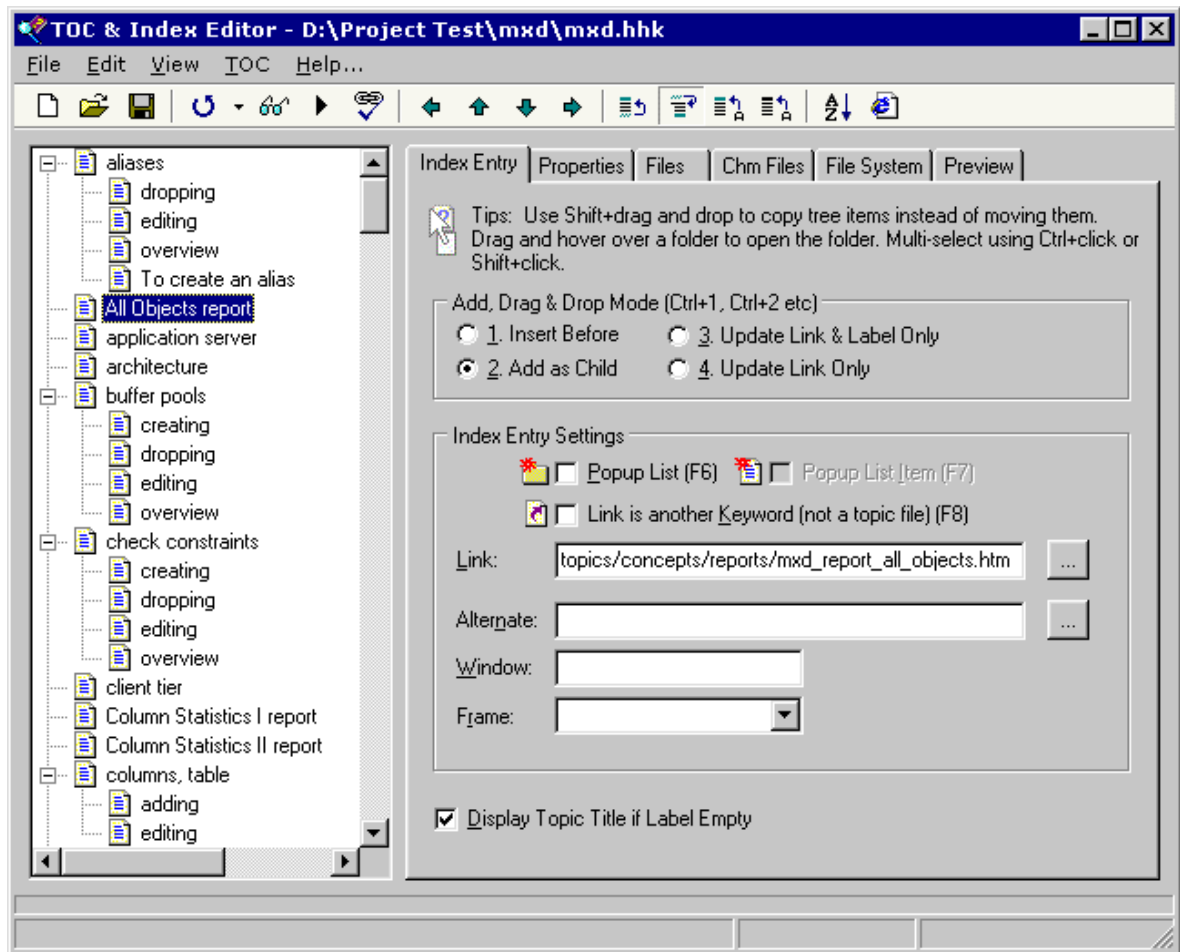 TOC & Index Editor - D:\Project Test\mxd\mxd.hhk
File Edit View TOC Help...
aliases
dropping
editing
overview
To create an alias
All Objects report
application server
architecture
buffer pools
creating
dropping
editing
overview
check constraints
creating
dropping
editing
overview
client tier
Column Statistics I report
Column Statistics II report
columns, table
adding
editing
Index Entry Properties Files Chm Files File System Preview
Tips: Use Shift+drag and drop to copy tree items instead of moving them.
Drag and hover over a folder to open the folder. Multi-select using Ctrl+click or
Shift+click.
Add, Drag & Drop Mode (Ctrl+1, Ctrl+2 etc)
1. Insert Before 3. Update Link & Label Only
2. Add as Child 4. Update Link Only
Index Entry Settings
Popup List (F6) Popup List Item (F7)
Link is another Keyword (not a topic file) (F8)
Link: topics/concepts/reports/mxd_report_all_objects.htm ...
Alternate: ...
Window:
Frame:
Display Topic Title if Label Empty